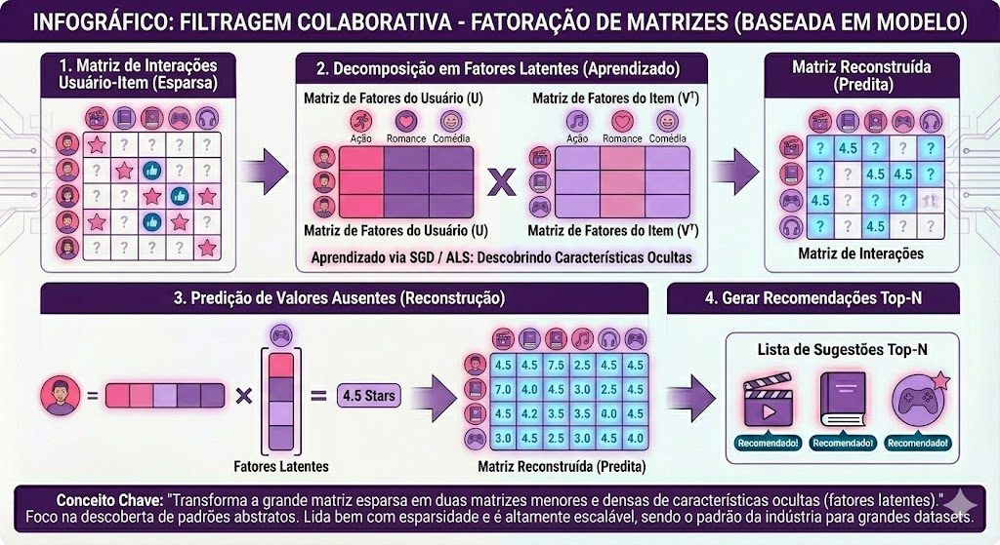 INFOGRÁFICO: FILTRAGEM COLABORATIVA - FATORAÇÃO DE MATRIZES (BASEADA EM MODELO)
1. Matriz de Interações
Usuário-Item (Esparsa)
? ? ? ?
? ? ?
? ? ?
? ?
? ? ? ?
2. Decomposição em Fatores Latentes (Aprendizado)
Matriz de Fatores do Usuário (U)
Ação Romance Comédia
Matriz de Fatores do Usuário (U)
X
Matriz de Fatores do Item (Vᵀ)
Ação Romance Comédia
Matriz de Fatores do Item (Vᵀ)
Aprendizado via SGD / ALS: Descobrindo Características Ocultas
Matriz Reconstruída
(Predita)
? 4.5 ? ? ?
? ? 4.5 4.5 ?
4.5 ? ? ?
? ? 4.5 ? ?
Matriz de Interações
3. Predição de Valores Ausentes (Reconstrução)
= × = 4.5 Stars
Fatores Latentes
4.5 4.5 7.5 2.5 4.5 4.5
7.0 4.0 4.5 3.0 2.5 4.5
4.5 4.2 3.5 3.5 4.0 4.5
3.0 4.5 2.5 3.0 4.5 4.0
Matriz Reconstruída (Predita)
4. Gerar Recomendações Top-N
Lista de Sugestões Top-N
Recomendado! Recomendado! Recomendado!
Conceito Chave: "Transforma a grande matriz esparsa em duas matrizes menores e densas de características ocultas (fatores latentes)."
Foco na descoberta de padrões abstratos. Lida bem com esparsidade e é altamente escalável, sendo o padrão da indústria para grandes datasets.